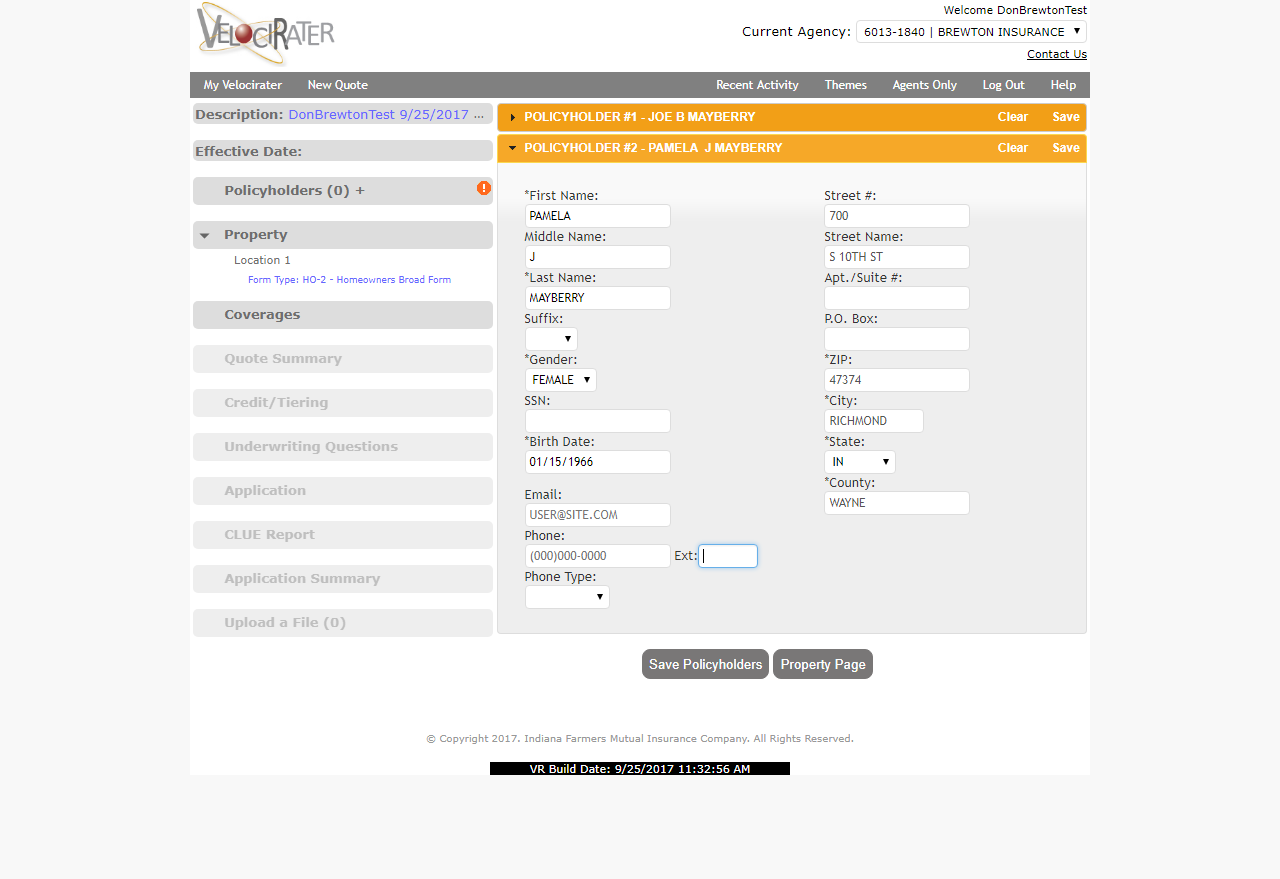 VELOCIRATER
Welcome DonBrewtonTest
Current Agency: 6013-1840 | BREWTON INSURANCE
Contact Us
My Velocirater New Quote Recent Activity Themes Agents Only Log Out Help
Description: DonBrewtonTest 9/25/2017 ...
Effective Date:
Policyholders (0) +
!
Property
Location 1
Form Type: HO-2 - Homeowners Broad Form
Coverages
Quote Summary
Credit/Tiering
Underwriting Questions
Application
CLUE Report
Application Summary
Upload a File (0)
POLICYHOLDER #1 - JOE B MAYBERRY Clear Save
POLICYHOLDER #2 - PAMELA J MAYBERRY Clear Save
*First Name:
PAMELA
Middle Name:
J
*Last Name:
MAYBERRY
Suffix:
*Gender:
FEMALE
SSN:
*Birth Date:
01/15/1966
Email:
USER@SITE.COM
Phone:
(000)000-0000 Ext:
Phone Type:
Street #:
700
Street Name:
S 10TH ST
Apt./Suite #:
P.O. Box:
*ZIP:
47374
*City:
RICHMOND
*State:
IN
*County:
WAYNE
Save Policyholders Property Page
© Copyright 2017. Indiana Farmers Mutual Insurance Company. All Rights Reserved.
VR Build Date: 9/25/2017 11:32:56 AM